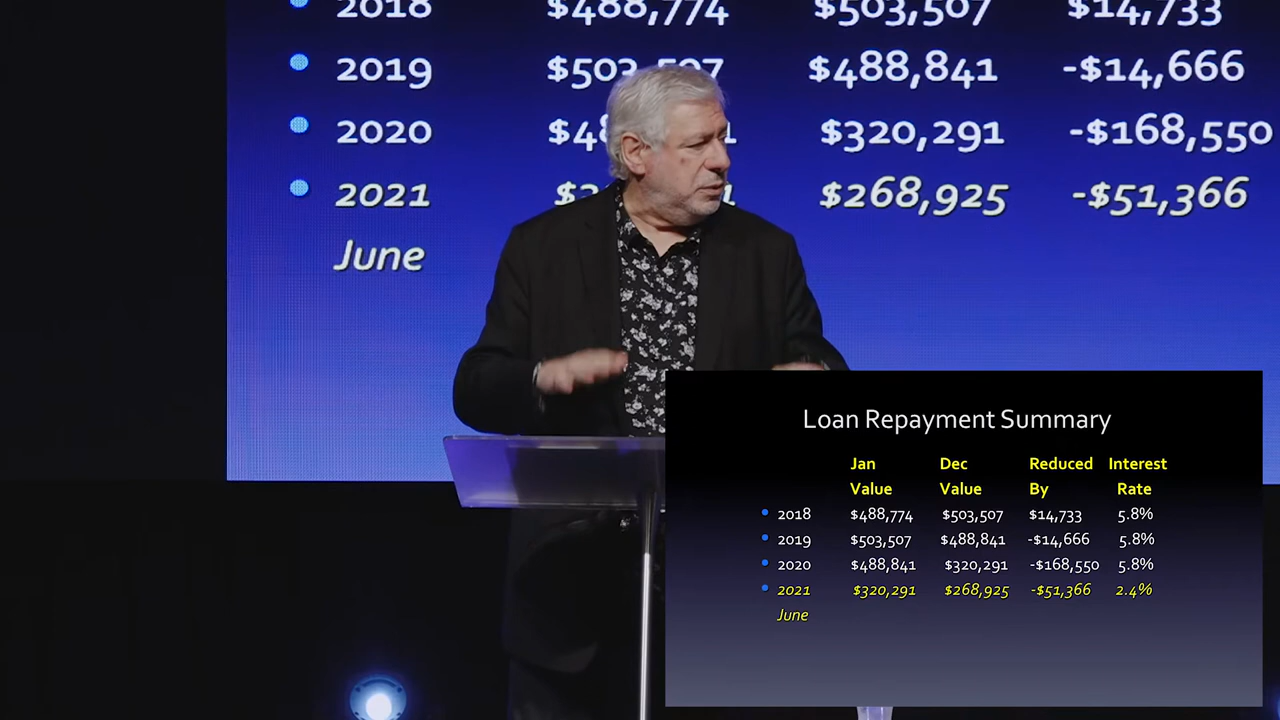 2018 $488,774 $503,507 $14,733
2019 $503,507 $488,841 -$14,666
2020 $320,291 -$168,550
2021 $268,925 -$51,366
June
Loan Repayment Summary
Jan Dec Reduced Interest
Value Value By Rate
2018 $488,774 $503,507 $14,733 5.8%
2019 $503,507 $488,841 -$14,666 5.8%
2020 $488,841 $320,291 -$168,550 5.8%
2021 $320,291 $268,925 -$51,366 2.4%
June